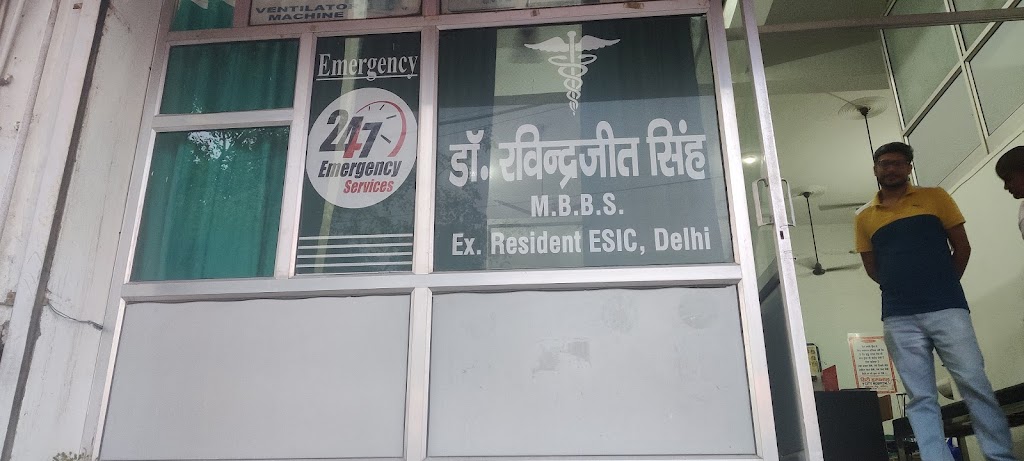 VENTILATO
MACHINE
Emergency
24-7
Emergency
Services
डॉ. रविन्द्रजीत सिंह
M.B.B.S.
Ex. Resident ESIC, Delhi